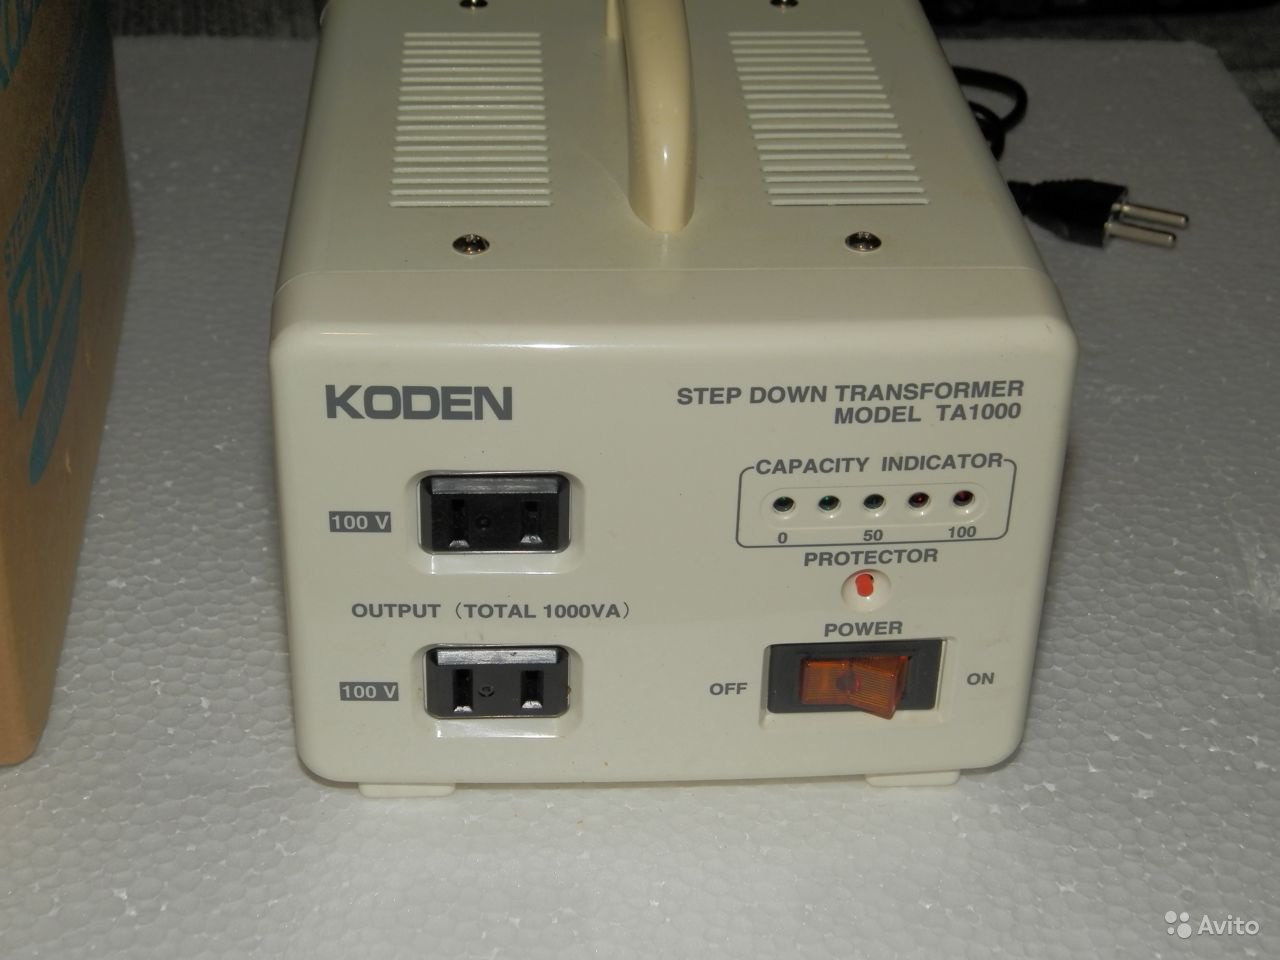 KODEN
STEP DOWN TRANSFORMER
MODEL TA1000
CAPACITY INDICATOR
0 50 100
100 V
PROTECTOR
OUTPUT (TOTAL 1000VA)
POWER
100 V
OFF
ON
Avito